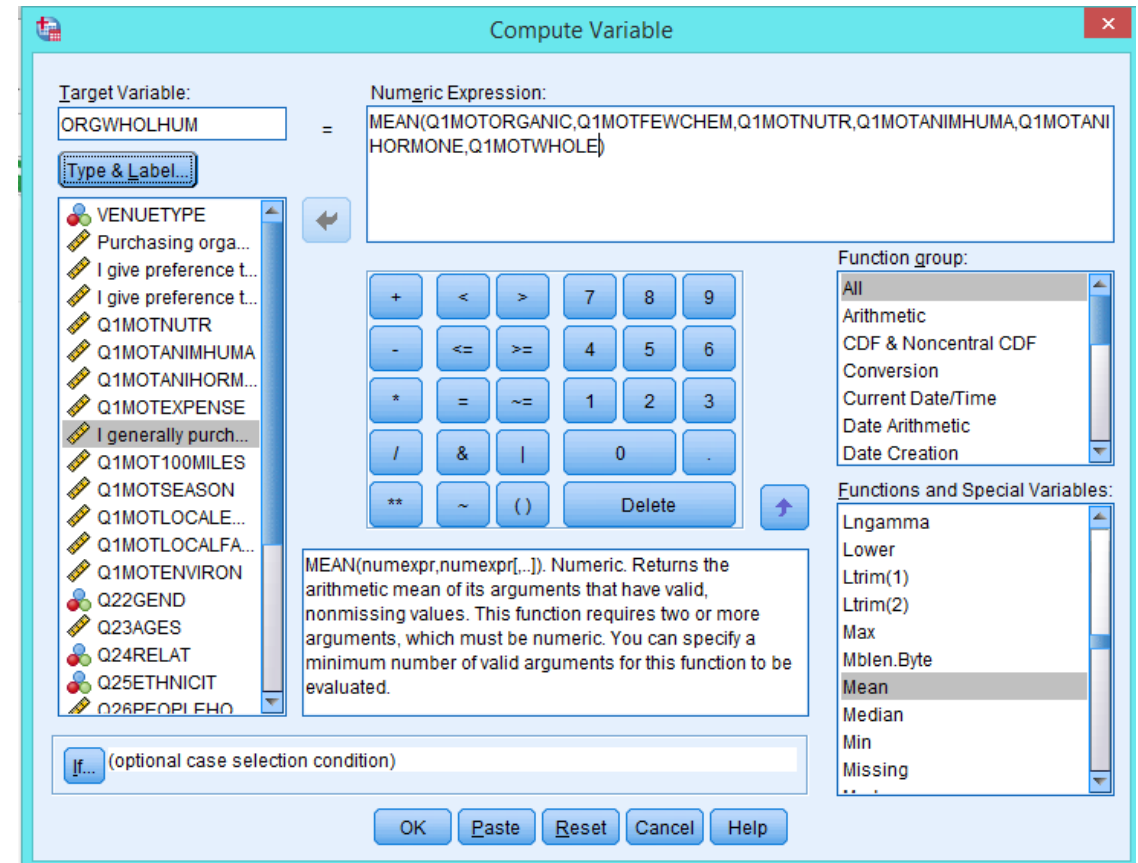 Compute Variable
Target Variable:
ORGWHOLHUM
=
Numeric Expression:
MEAN(Q1MOTORGANIC,Q1MOTFEWCHEM,Q1MOTNUTR,Q1MOTANIMHUMA,Q1MOTANI
HORMONE,Q1MOTWHOLE)
Type & Label...
VENUETYPE
Purchasing orga...
I give preference t...
I give preference t...
Q1MOTNUTR
Q1MOTANIMHUMA
Q1MOTANIHORM...
Q1MOTEXPENSE
I generally purch...
Q1MOT100MILES
Q1MOTSEASON
Q1MOTLOCALE...
Q1MOTLOCALFA...
Q1MOTENVIRON
Q22GEND
Q23AGES
Q24RELAT
Q25ETHNICIT
Q26PEOPLEHO
+ < > 7 8 9
- <= >= 4 5 6
* = ~= 1 2 3
/ & | 0 .
** ~ ( ) Delete
MEAN(numexpr,numexpr[,..]). Numeric. Returns the
arithmetic mean of its arguments that have valid,
nonmissing values. This function requires two or more
arguments, which must be numeric. You can specify a
minimum number of valid arguments for this function to be
evaluated.
Function group:
All
Arithmetic
CDF & Noncentral CDF
Conversion
Current Date/Time
Date Arithmetic
Date Creation
Functions and Special Variables:
Lngamma
Lower
Ltrim(1)
Ltrim(2)
Max
Mblen.Byte
Mean
Median
Min
Missing
If... (optional case selection condition)
OK Paste Reset Cancel Help